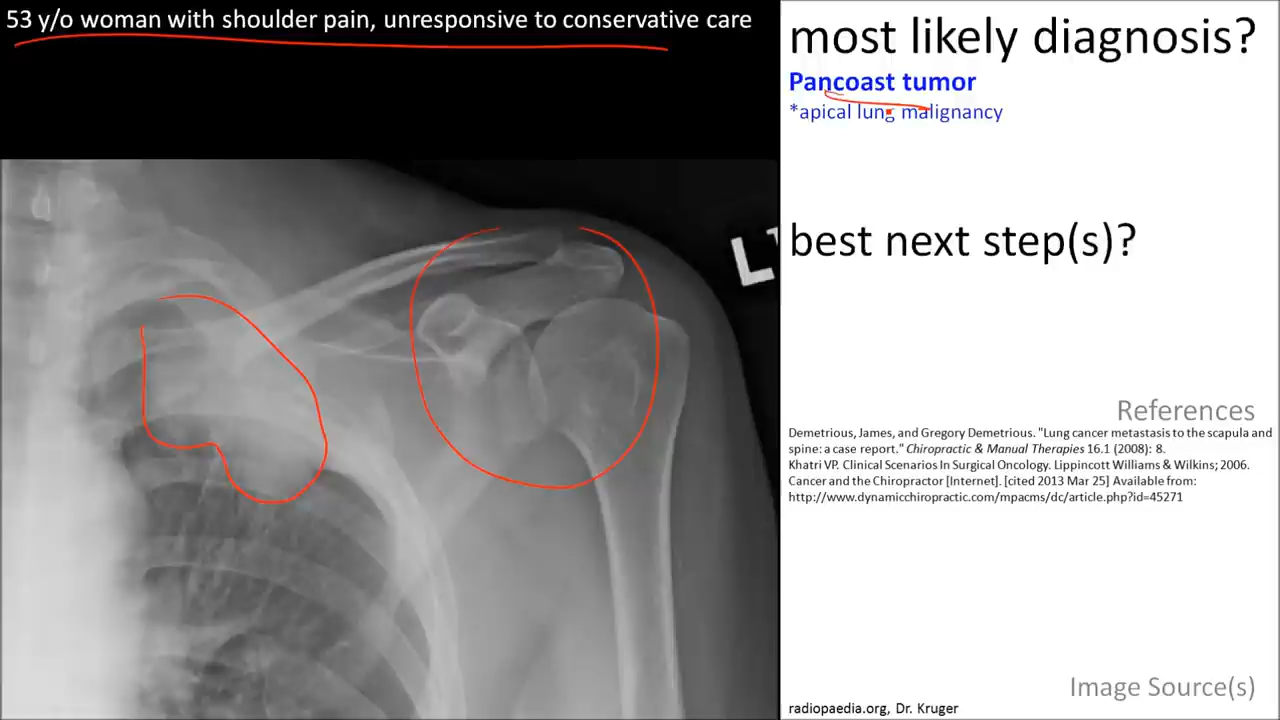 53 y/o woman with shoulder pain, unresponsive to conservative care
most likely diagnosis?
Pancoast tumor
*apical lung malignancy
best next step(s)?
References
Demetrious, James, and Gregory Demetrious. "Lung cancer metastasis to the scapula and
spine: a case report." Chiropractic & Manual Therapies 16.1 (2008): 8.
Khatri VP. Clinical Scenarios In Surgical Oncology. Lippincott Williams & Wilkins; 2006.
Cancer and the Chiropractor [Internet]. [cited 2013 Mar 25] Available from:
http://www.dynamicchiropractic.com/mpacms/dc/article.php?id=45271
Image Source(s)
radiopaedia.org, Dr. Kruger